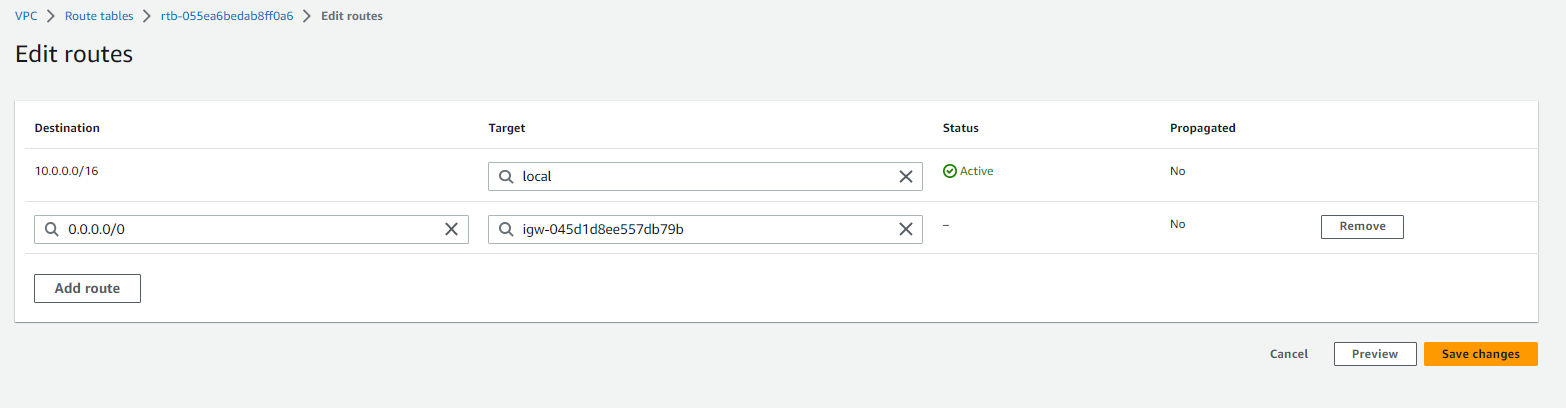 VPC > Route tables > rtb-055ea6bedab8ff0a6 > Edit routes
Edit routes
Destination Target Status Propagated
10.0.0.0/16 local Active No
0.0.0.0/0 igw-045d1d8ee557db79b – No Remove
Add route
Cancel Preview Save changes